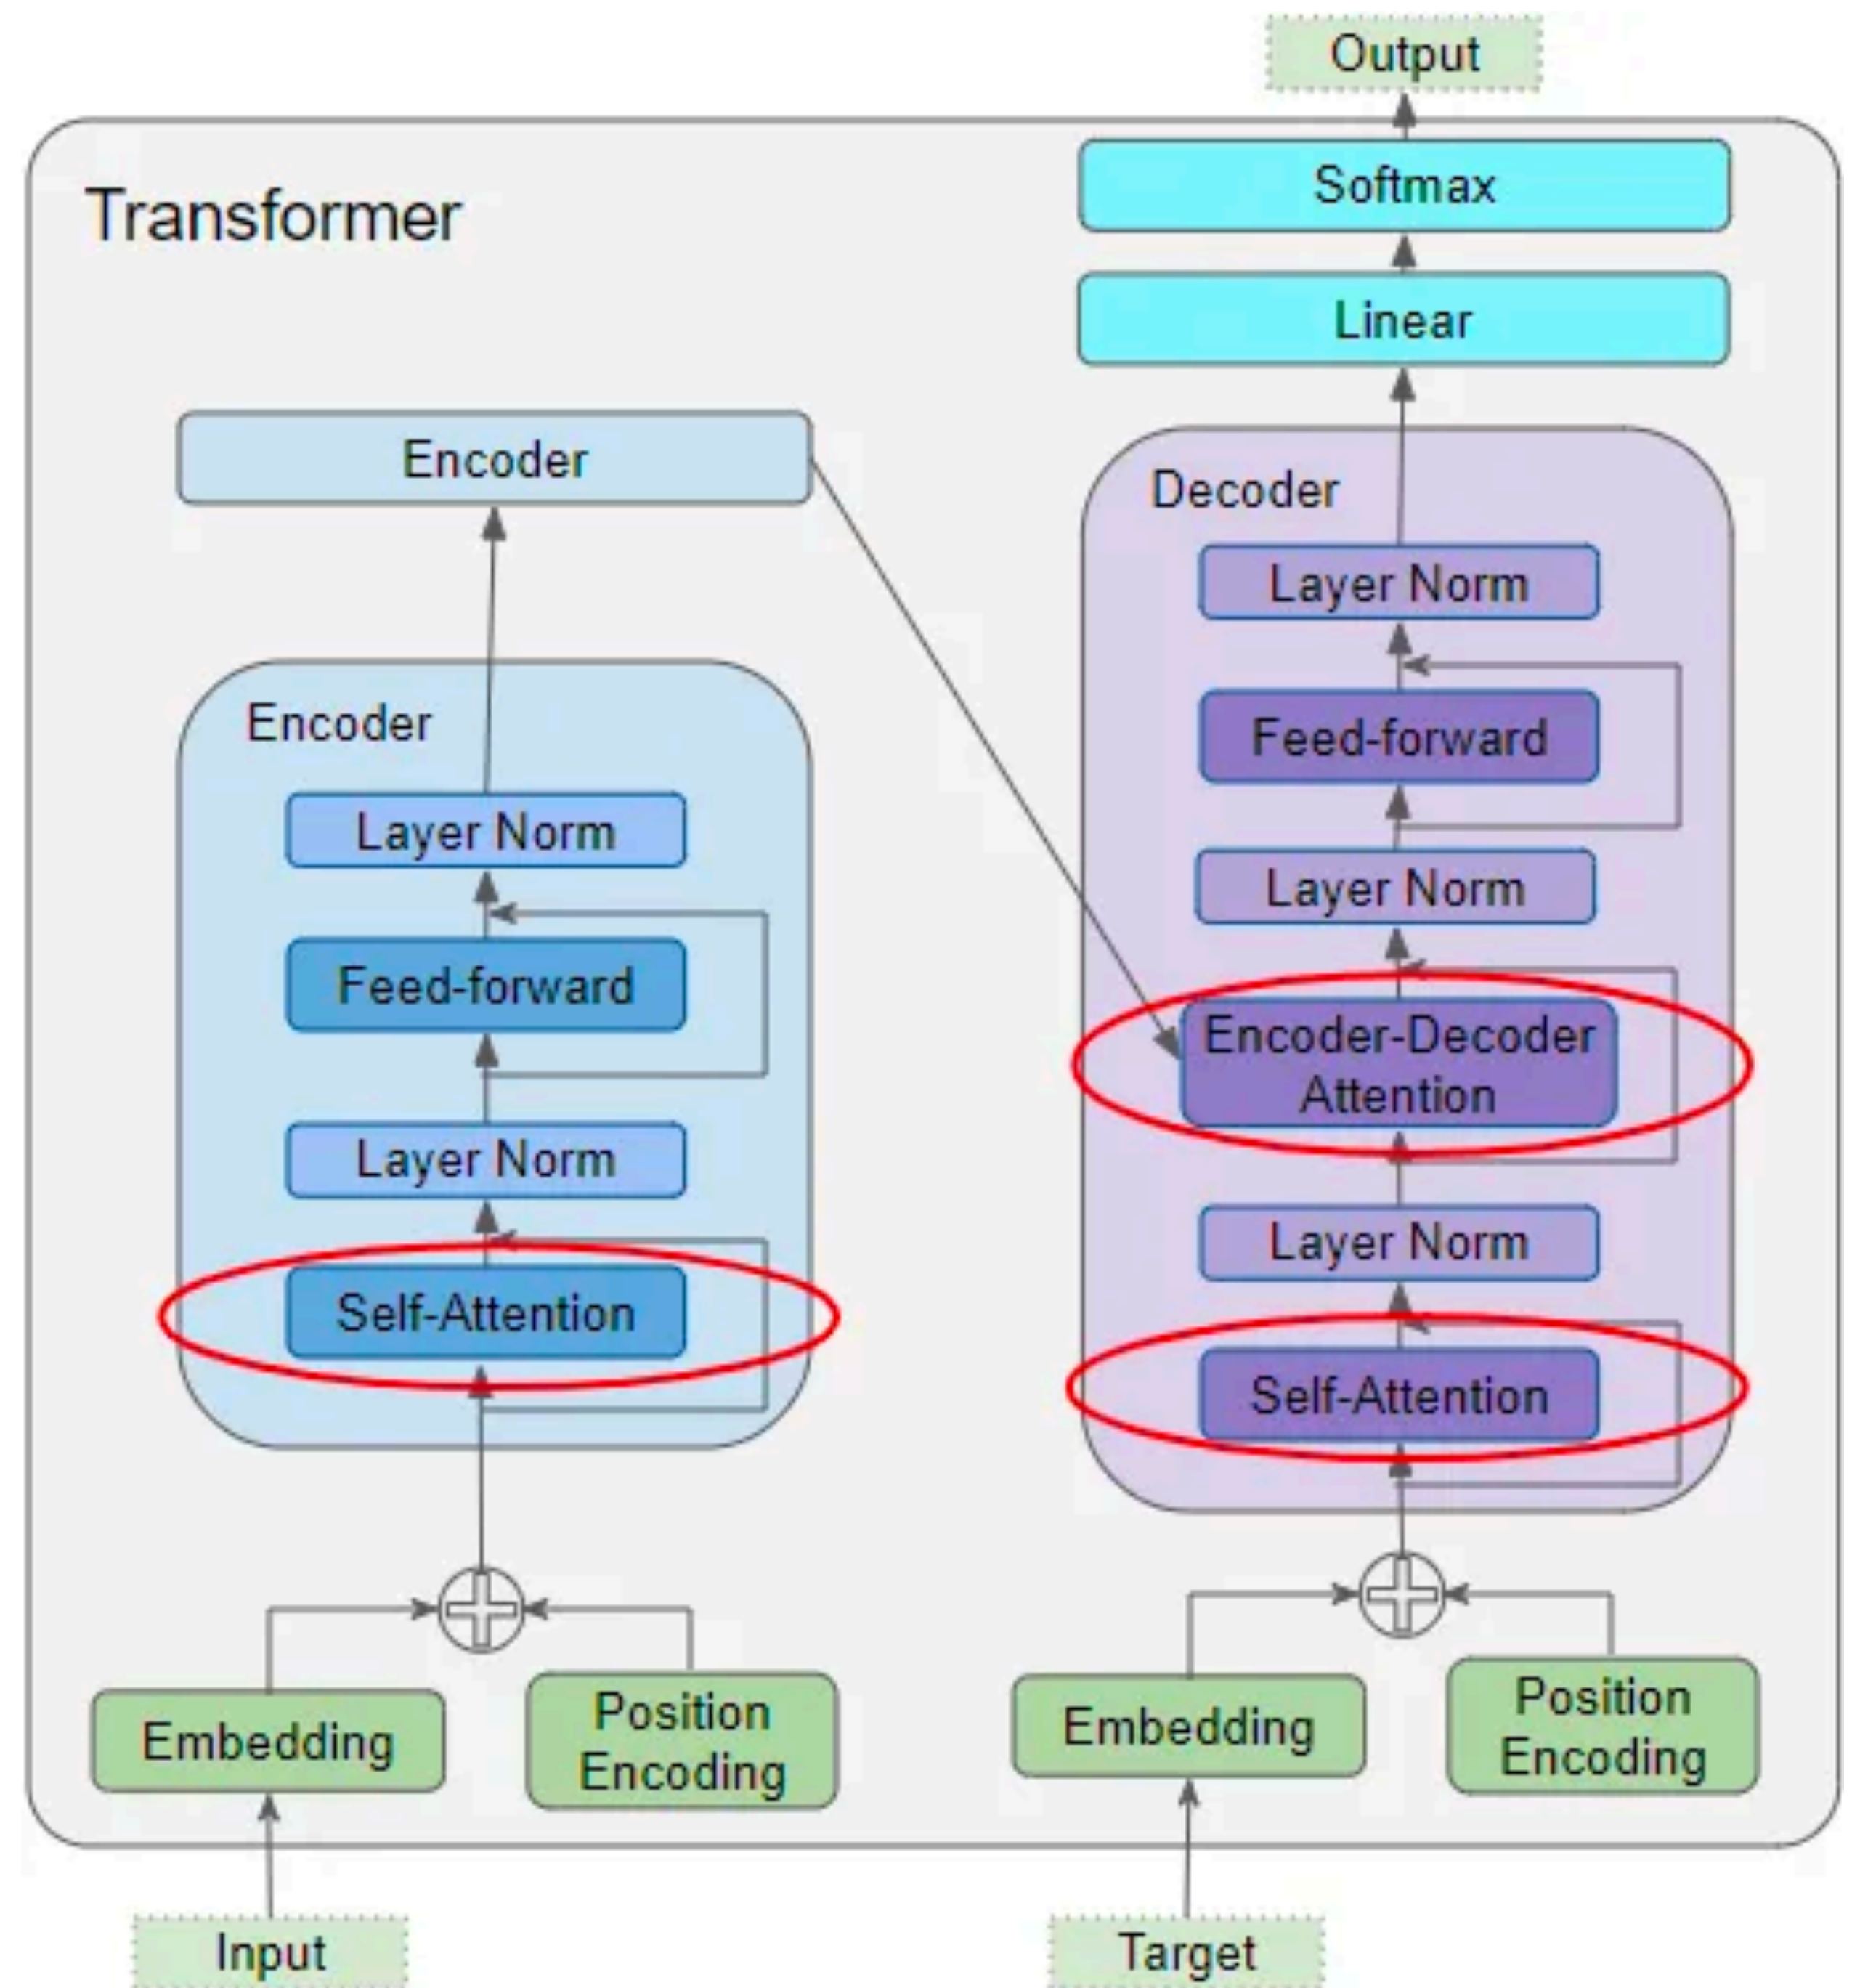 Output
Transformer
Softmax
Linear
Encoder
Encoder
Layer Norm
Feed-forward
Layer Norm
Self-Attention
Embedding
Position
Encoding
Input
Decoder
Layer Norm
Feed-forward
Layer Norm
Encoder-Decoder
Attention
Layer Norm
Self-Attention
Embedding
Position
Encoding
Target